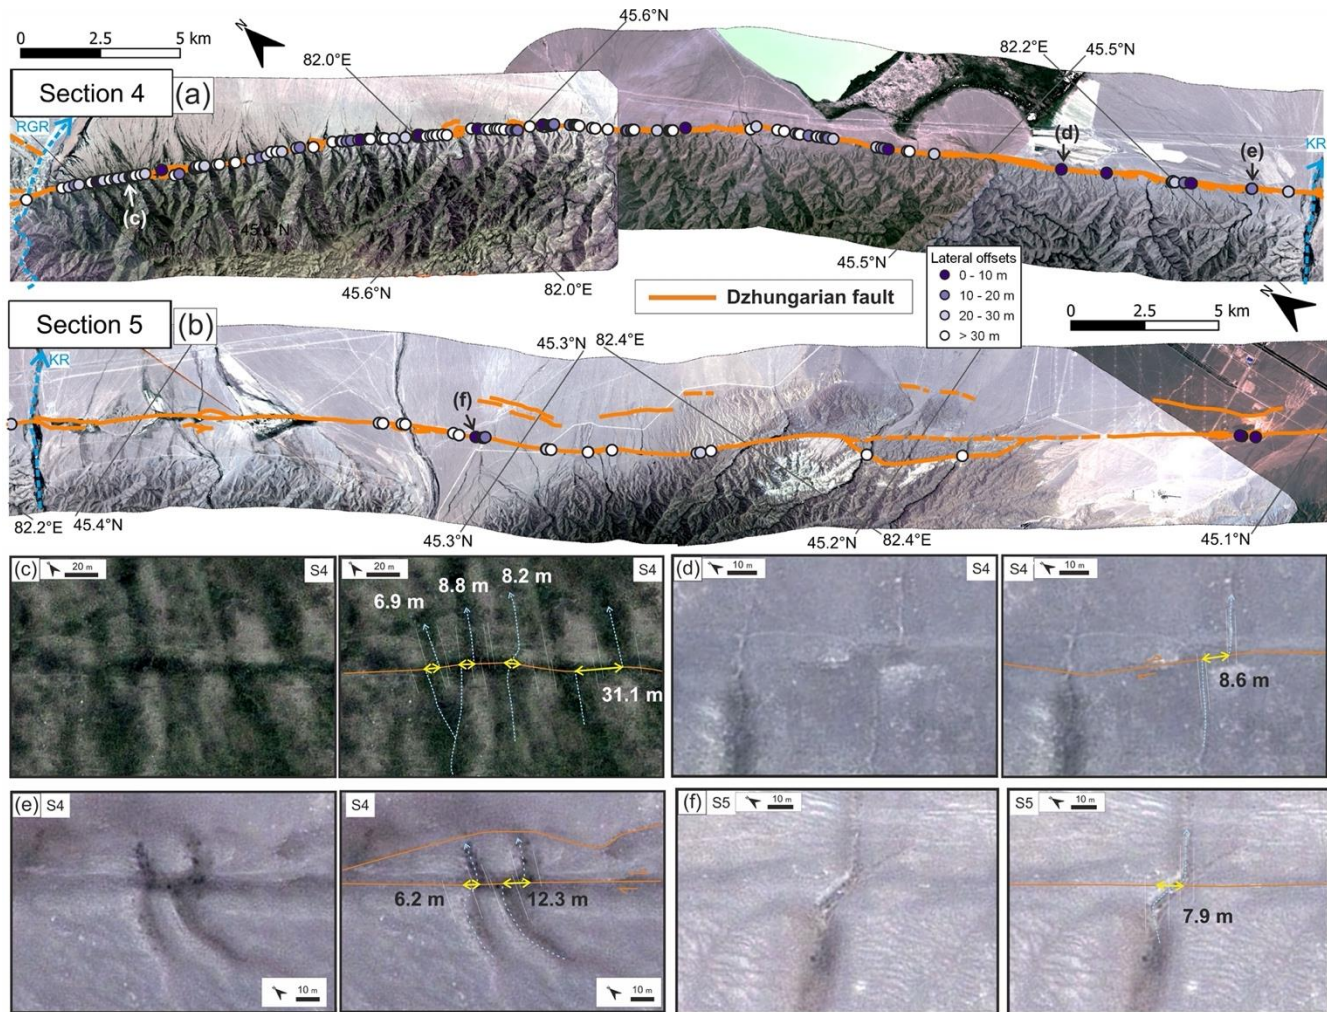 0 2.5 5 km
N
45.6°N
82.0°E
82.2°E
45.5°N
Section 4
(a)
RGR
(c)
(d)
(e)
KR
45.4°N
45.6°N
82.0°E
45.5°N
Lateral offsets
0 - 10 m
10 - 20 m
20 - 30 m
> 30 m
Dzhungarian fault
N
0 2.5 5 km
Section 5
(b)
KR
45.3°N
82.4°E
(f)
82.2°E
45.4°N
45.3°N
45.2°N
82.4°E
45.1°N
(c)
20 m
S4
20 m
S4
6.9 m
8.8 m
8.2 m
31.1 m
(d)
10 m
S4
10 m
S4
8.6 m
(e)
S4
10 m
S4
6.2 m
12.3 m
10 m
(f)
S5
10 m
S5
10 m
7.9 m